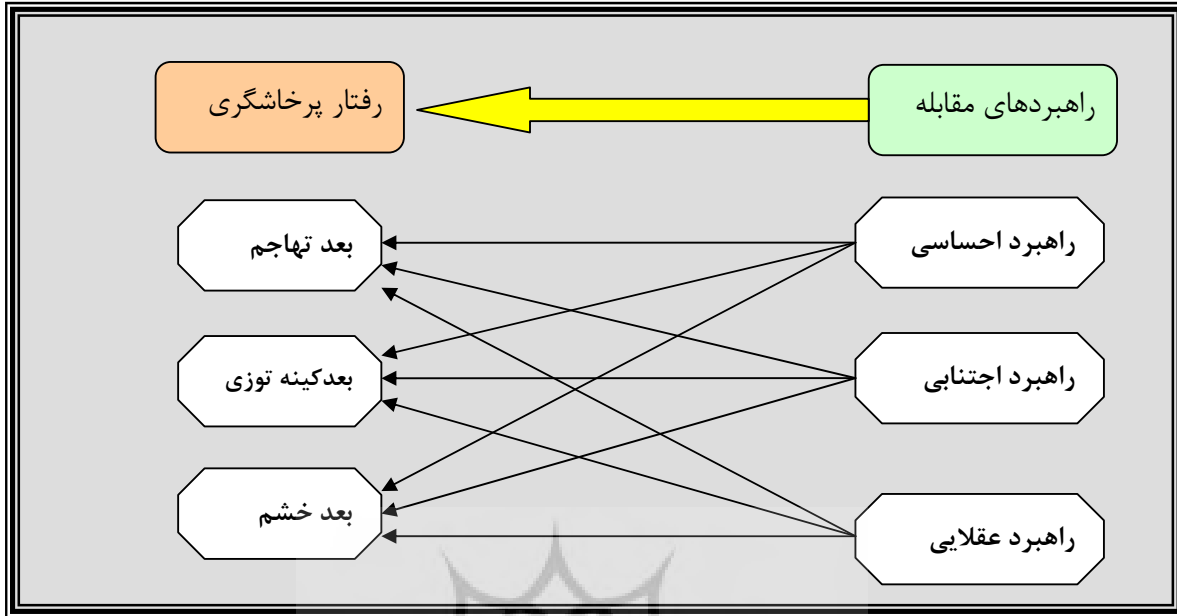 راهبردهای مقابله
رفتار پرخاشگری
راهبرد احساسی
بعد تهاجم
راهبرد اجتنابی
بعدکینه توزی
راهبرد عقلایی
بعد خشم